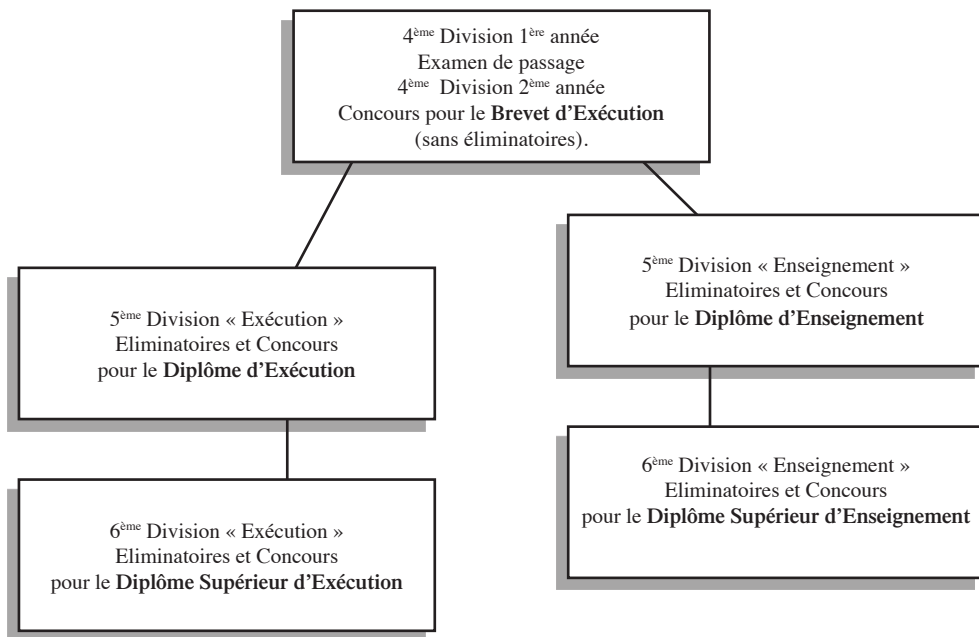 4ème Division 1ère année
Examen de passage
4ème Division 2ème année
Concours pour le Brevet d’Exécution
(sans éliminatoires).
5ème Division « Exécution »
Eliminatoires et Concours
pour le Diplôme d’Exécution
6ème Division « Exécution »
Eliminatoires et Concours
pour le Diplôme Supérieur d’Exécution
5ème Division « Enseignement »
Eliminatoires et Concours
pour le Diplôme d’Enseignement
6ème Division « Enseignement »
Eliminatoires et Concours
pour le Diplôme Supérieur d’Enseignement